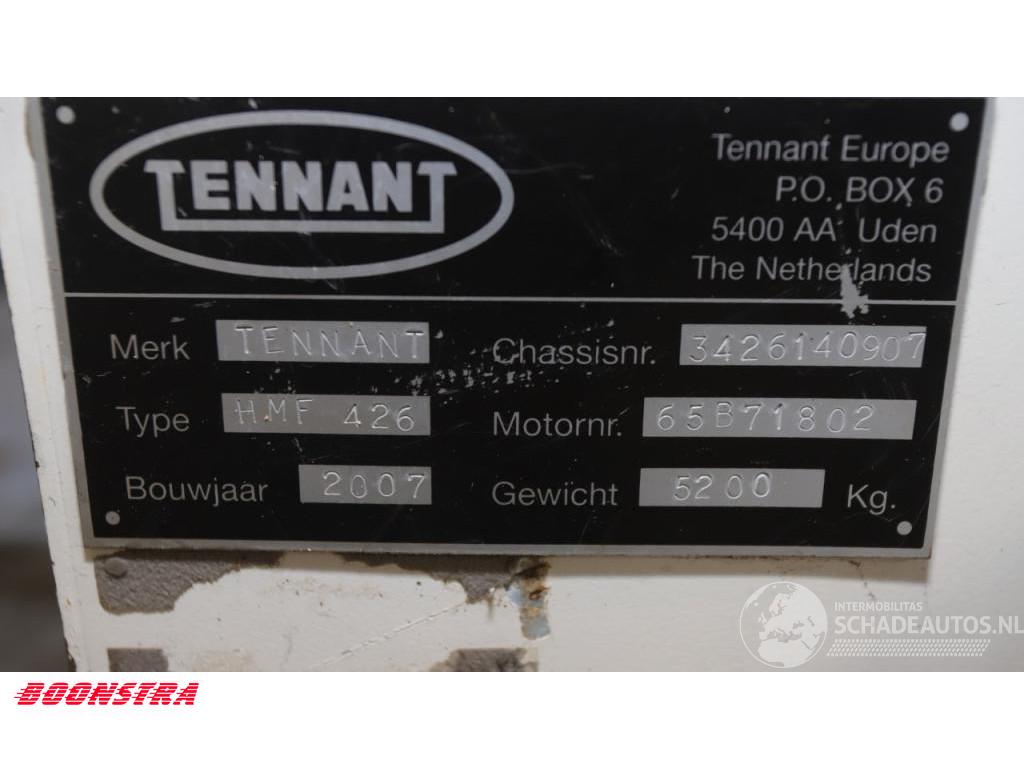 TENNANT
Tennant Europe
P.O. BOX 6
5400 AA Uden
The Netherlands
Merk TENNANT
Chassisnr. 3426140907
Type HMF 426
Motornr. 65B71802
Bouwjaar 2007
Gewicht 5200 Kg.
INTERMOBILITAS
SCHADEAUTOS.NL
BOONSTRA